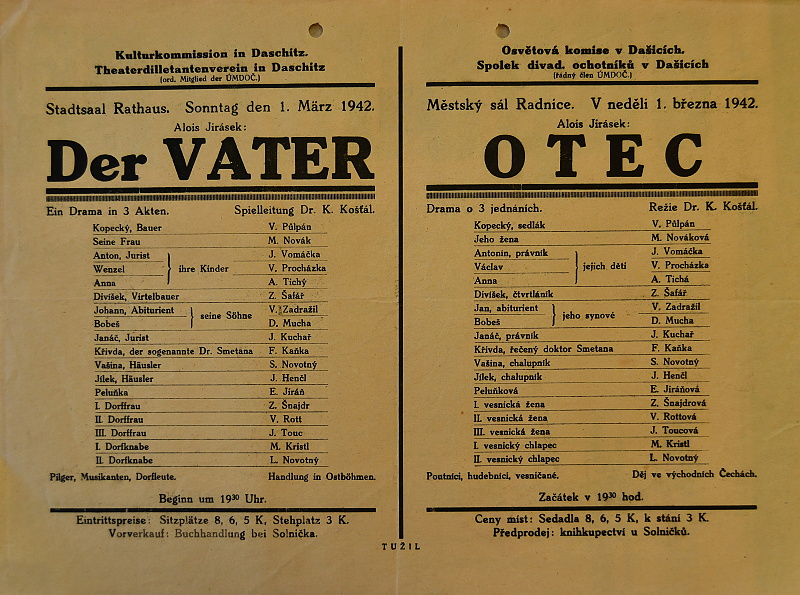 Kulturkommission in Daschitz.
Theaterdilletantenverein in Daschitz
(ord. Mitglied der ÚMDOČ.)
Stadtsaal Rathaus. Sonntag den 1. März 1942.
Alois Jirásek:
Der VATER
Ein Drama in 3 Akten. Spielleitung Dr. K. Košťál.
Kopecký, Bauer V. Půlpán
Seine Frau M. Novák
Anton, Jurist J. Vomáčka
Wenzel } ihre Kinder V. Procházka
Anna A. Tichý
Divíšek, Virtelbauer Z. Šafář
Johann, Abiturient } seine Söhne V. Zadražil
Bobeš D. Mucha
Janáč, Jurist J. Kuchař
Křivda, der sogenannte Dr. Smetana F. Kaňka
Vašina, Häusler S. Novotný
Jílek, Häusler J. Henčl
Peluňka E. Jiráň
I. Dorffrau Z. Šnajdr
II. Dorffrau V. Rott
III. Dorffrau J. Touc
I. Dorfknabe M. Kristl
II. Dorfknabe L. Novotný
Pilger, Musikanten, Dorfleute. Handlung in Ostböhmen.
Beginn um 19³⁰ Uhr.
Eintrittspreise: Sitzplätze 8, 6, 5 K, Stehplatz 3 K.
Vorverkauf: Buchhandlung bei Solnička.
Osvětová komise v Dašicích.
Spolek divad. ochotníků v Dašicích
(řádný člen ÚMDOČ.)
Městský sál Radnice. V neděli 1. března 1942.
Alois Jirásek:
OTEC
Drama o 3 jednáních. Režie Dr. K. Košťál.
Kopecký, sedlák V. Půlpán
Jeho žena M. Nováková
Antonín, právník J. Vomáčka
Václav } jejich děti V. Procházka
Anna A. Tichá
Divíšek, čtvrtláník Z. Šafář
Jan, abiturient } jeho synové V. Zadražil
Bobeš D. Mucha
Janáč, právník J. Kuchař
Křivda, řečený doktor Smetana F. Kaňka
Vašina, chalupník S. Novotný
Jílek, chalupník J. Henčl
Peluňková E. Jiráňová
I. vesnická žena Z. Šnajdrová
II. vesnická žena V. Rottová
III. vesnická žena J. Toucová
I. vesnický chlapec M. Kristl
II. vesnický chlapec L. Novotný
Poutníci, hudebníci, vesničané. Děj ve východních Čechách.
Začátek v 19³⁰ hod.
Ceny míst: Sedadla 8, 6, 5 K, k stání 3 K.
Předprodej: knihkupectví u Solničků.
TUŽIL